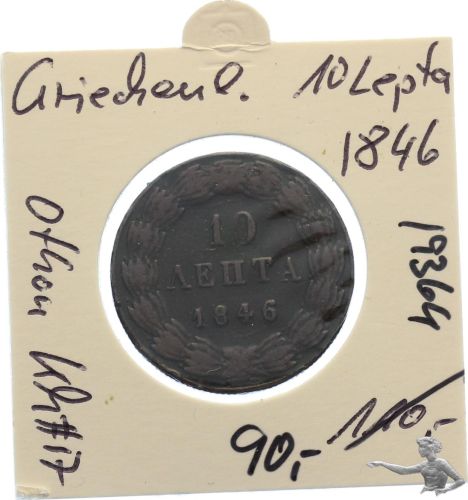 Griechenl. 10 Lepta
1846
19364
Othon KM#17
10
ΛΕΠΤΑ
1846
90,- 110,-